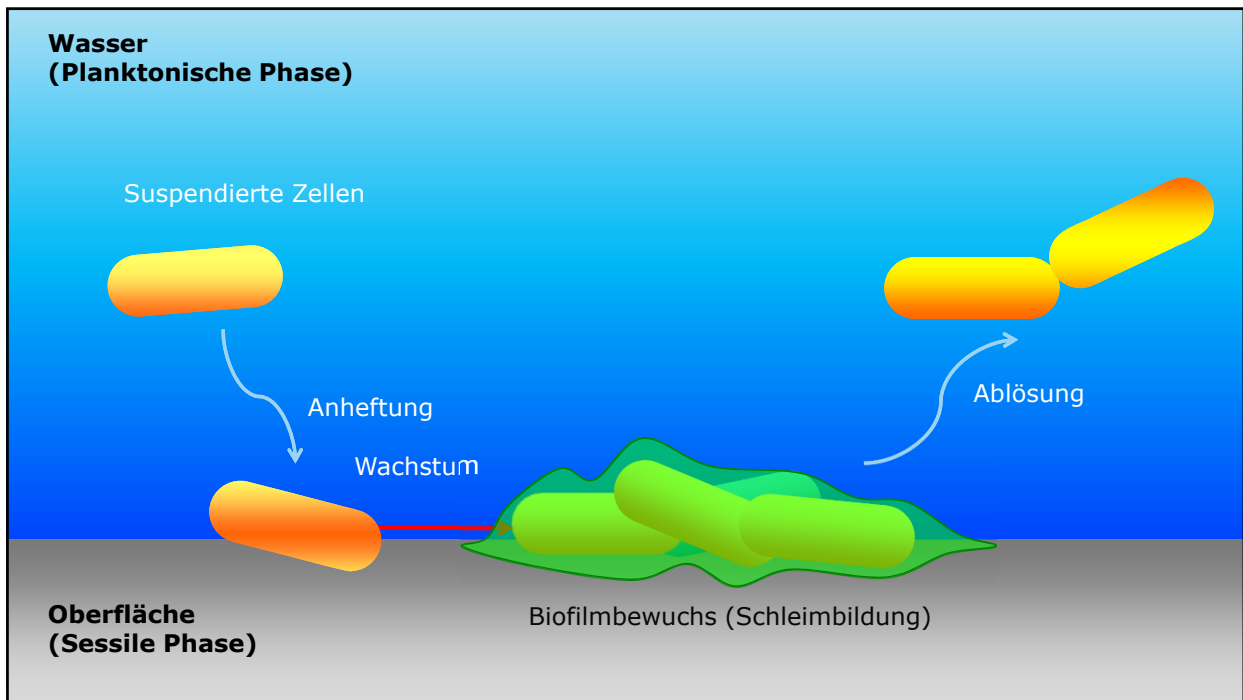 Wasser
(Planktonische Phase)
Suspendierte Zellen
Anheftung
Ablösung
Wachstum
Oberfläche
(Sessile Phase)
Biofilmbewuchs (Schleimbildung)